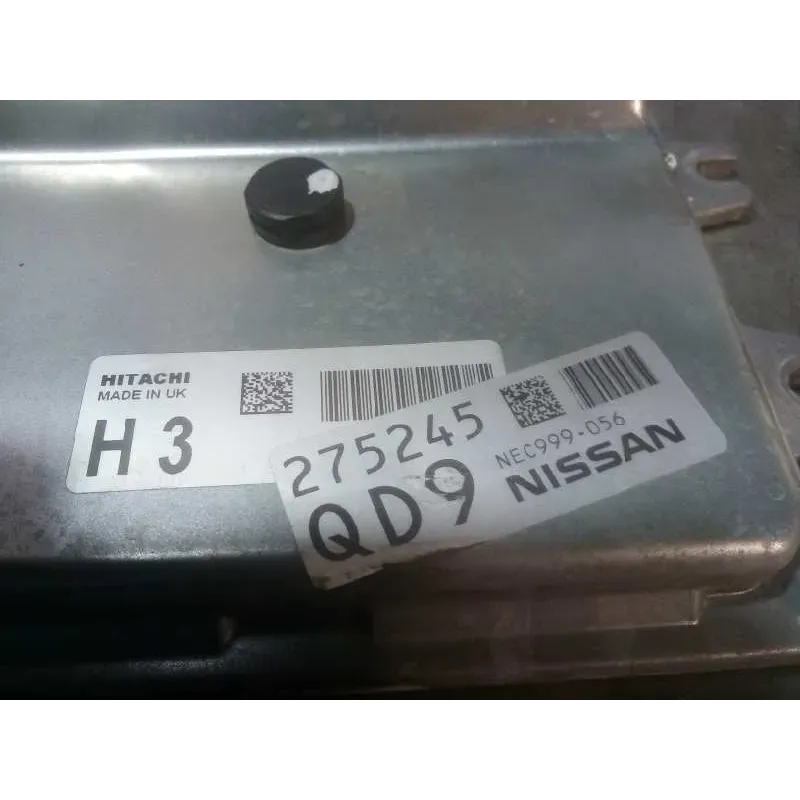 HITACHI
MADE IN UK
H 3
275245
QD9
NEC999-056
NISSAN